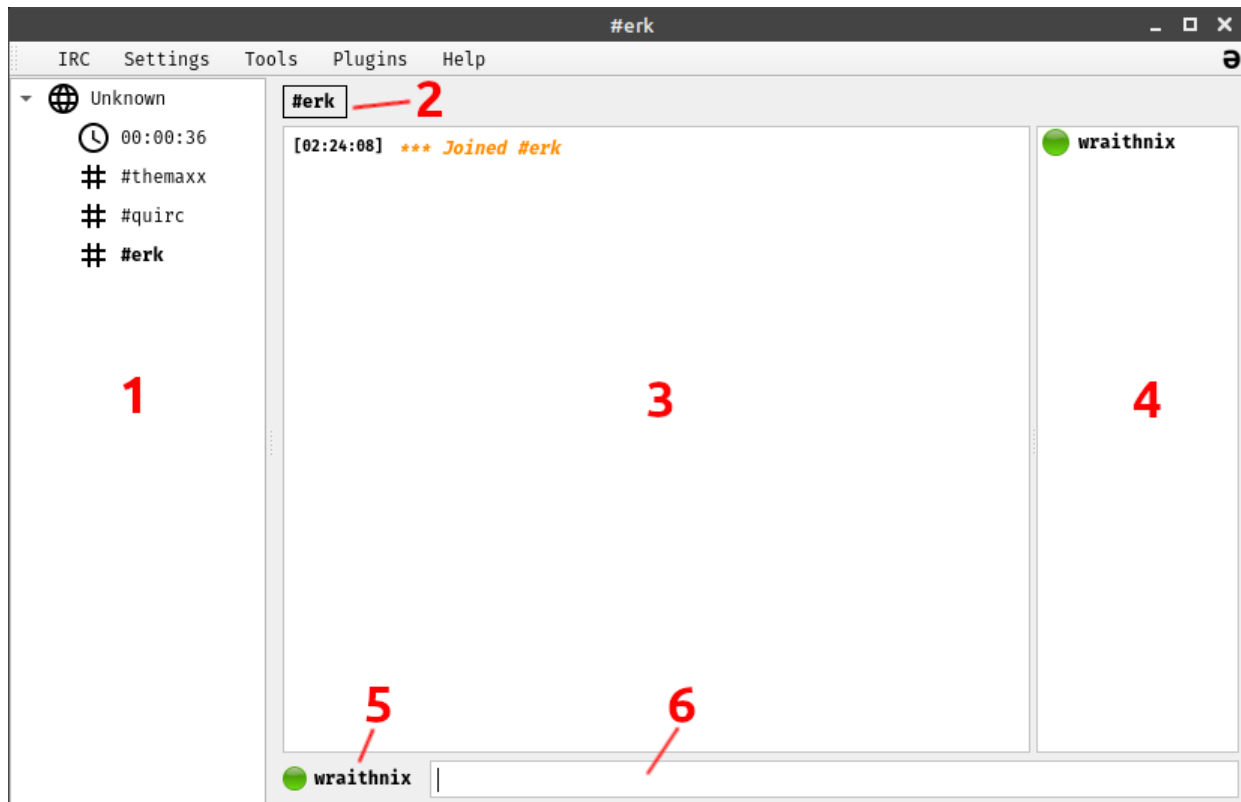 #erk
IRC Settings Tools Plugins Help ə
Unknown
00:00:36
#themaxx
#quirc
#erk
#erk 2
[02:24:08] *** Joined #erk
wraithnix
1
3
4
5
6
wraithnix